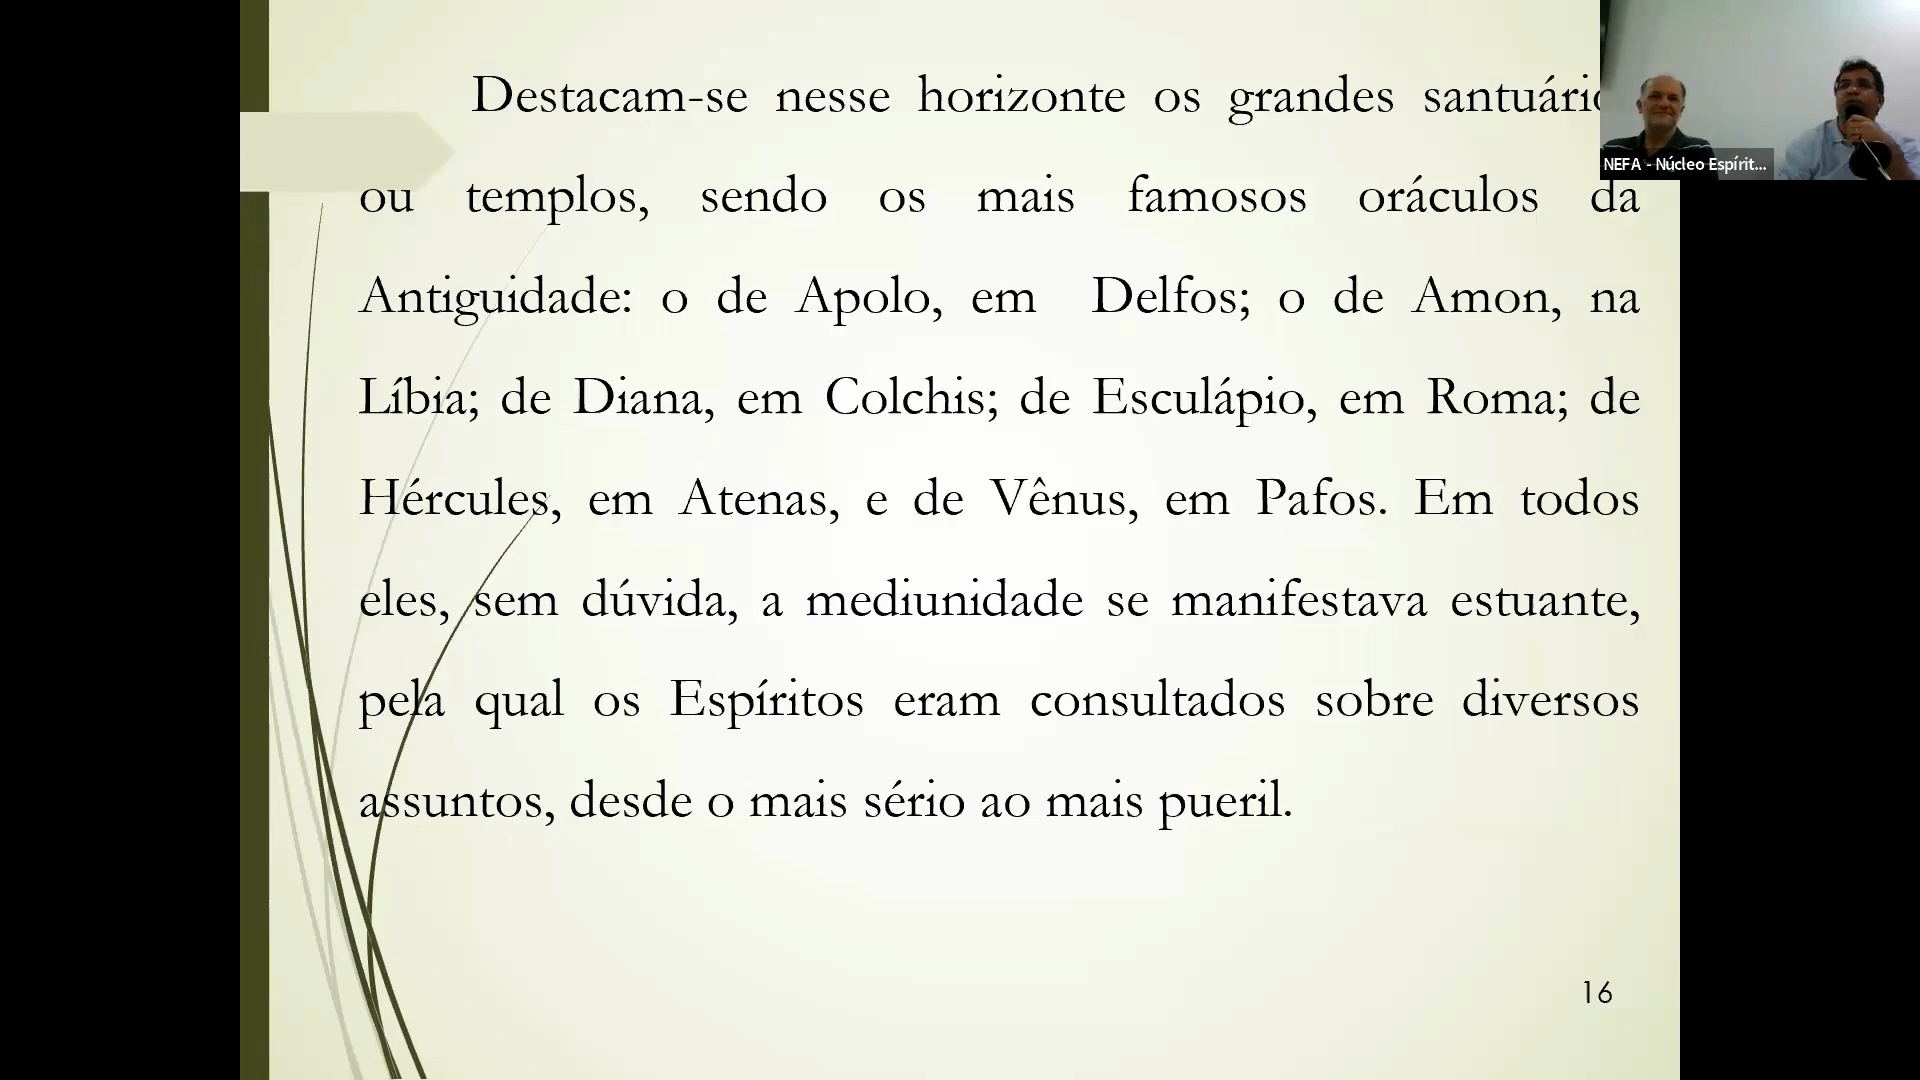 Destacam-se nesse horizonte os grandes
ou templos, sendo os mais famosos oráculos da
Antiguidade: o de Apolo, em Delfos; o de Amon, na
Líbia; de Diana, em Colchis; de Esculápio, em Roma; de
Hércules, em Atenas, e de Vênus, em Pafos. Em todos
eles, sem dúvida, a mediunidade se manifestava estuante,
pela qual os Espíritos eram consultados sobre diversos
assuntos, desde o mais sério ao mais pueril.
NEFA - Núcleo Espírit...
16